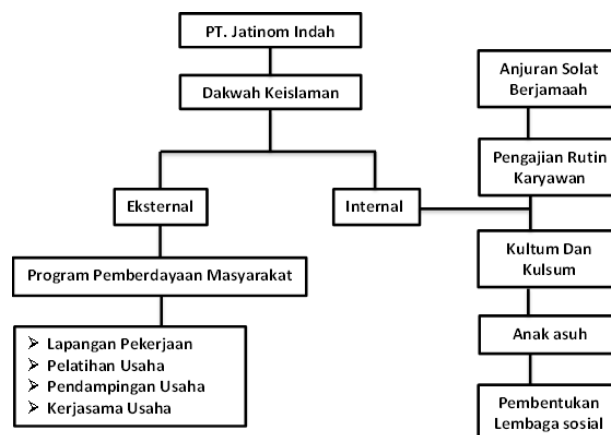 PT. Jatinom Indah
Dakwah Keislaman
Eksternal
Internal
Program Pemberdayaan Masyarakat
Lapangan Pekerjaan
Pelatihan Usaha
Pendampingan Usaha
Kerjasama Usaha
Anjuran Solat
Berjamaah
Pengajian Rutin
Karyawan
Kultum Dan
Kulsum
Anak asuh
Pembentukan
Lembaga sosial